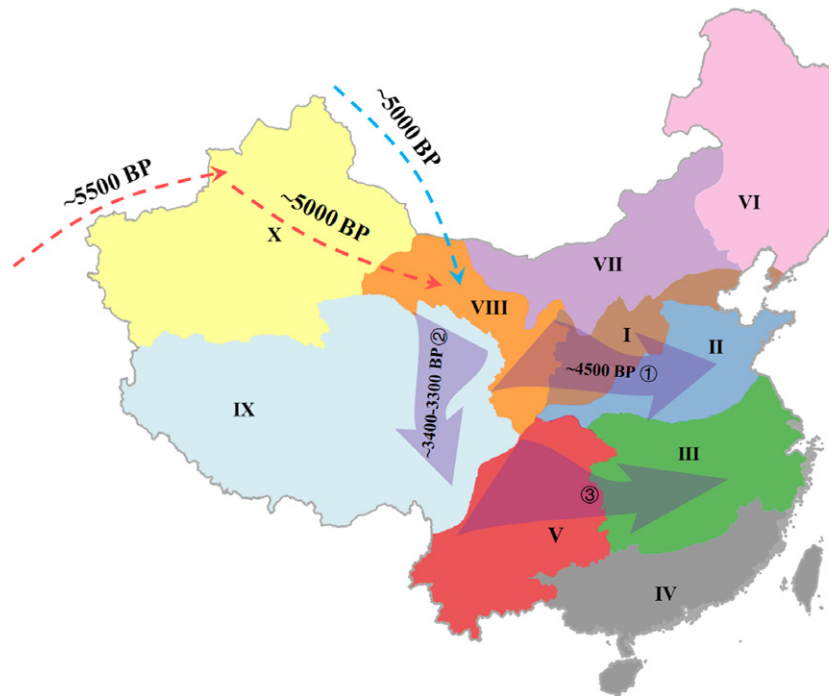 ~5500 BP
~5000 BP
~5000 BP
X
VI
VII
VIII
I
II
~4500 BP ①
~3400-3300 BP ②
IX
III
③
V
IV